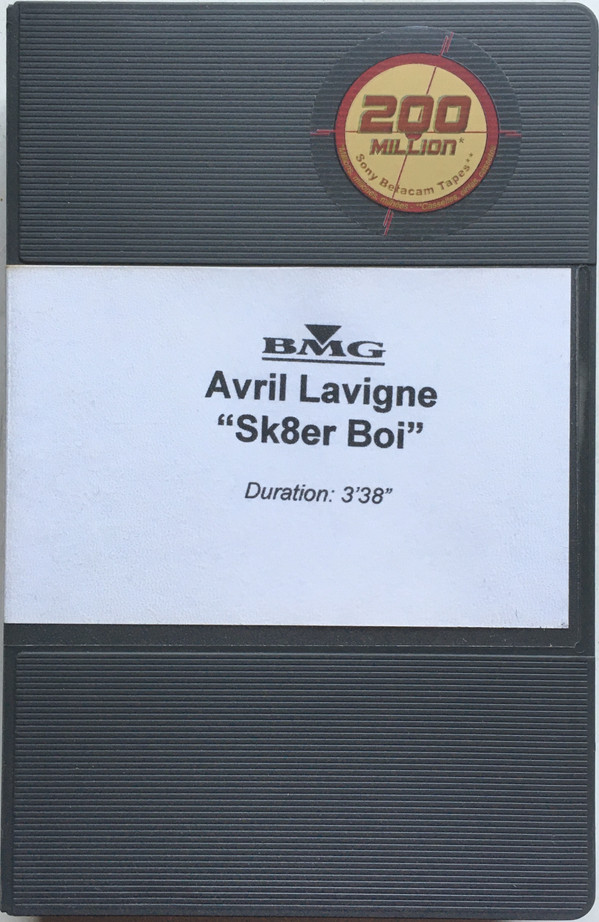 200
MILLION*
Sony Betacam Tapes**
BMG
Avril Lavigne
“Sk8er Boi”
Duration: 3’38”